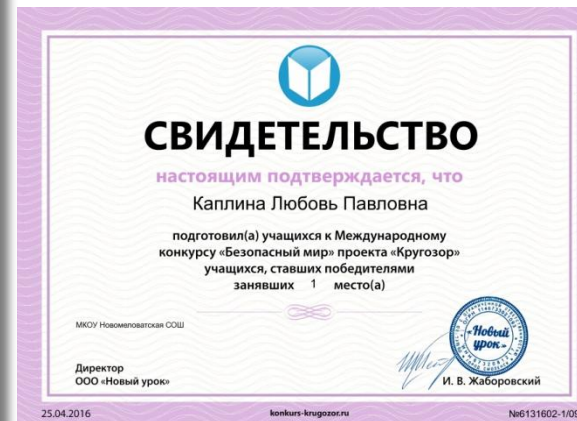 СВИДЕТЕЛЬСТВО
настоящим подтверждается, что
Каплина Любовь Павловна
подготовил(а) учащихся к Международному
конкурсу «Безопасный мир» проекта «Кругозор»
учащихся, ставших победителями
занявших 1 место(а)
МКОУ Новомеловатская СОШ
Директор
ООО «Новый урок»
«Новый
урок»
И. В. Жаборовский
25.04.2016
konkurs-krugozor.ru
№6131602-1/09